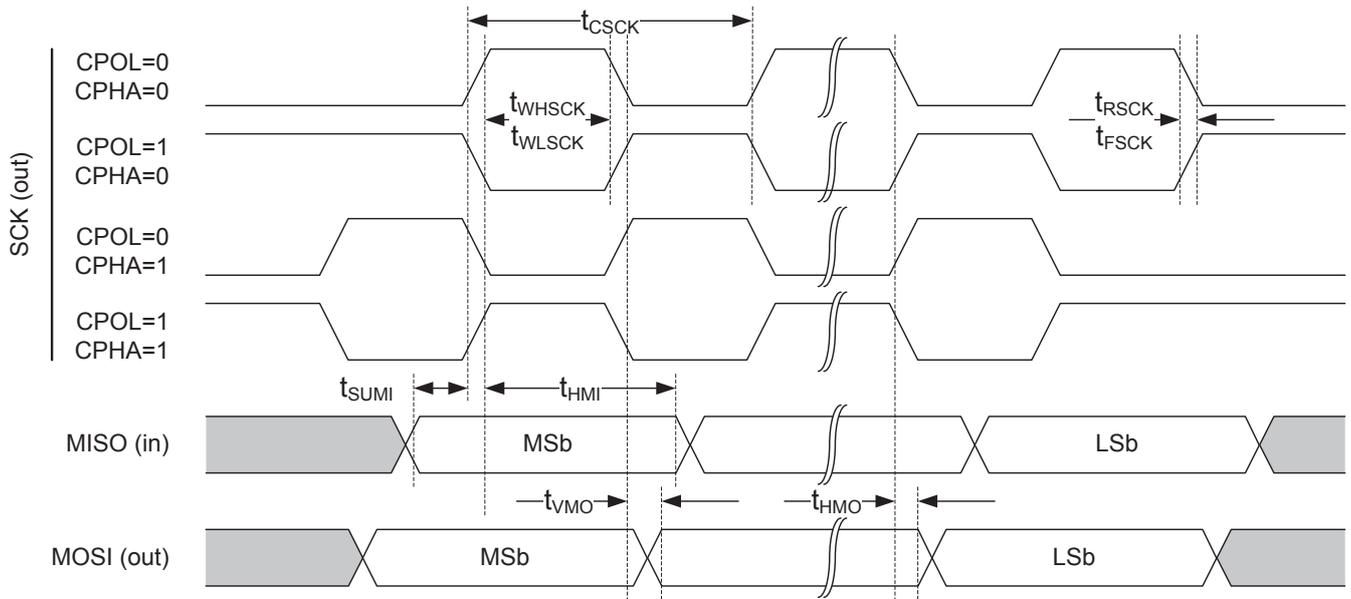 tCSCK
SCK (out)
CPOL=0
CPHA=0
tWHSCK
tWLSCK
tRSCK
tFSCK
CPOL=1
CPHA=0
CPOL=0
CPHA=1
CPOL=1
CPHA=1
tSUMI
tHMI
MISO (in)
MSb
LSb
tVMO
tHMO
MOSI (out)
MSb
LSb